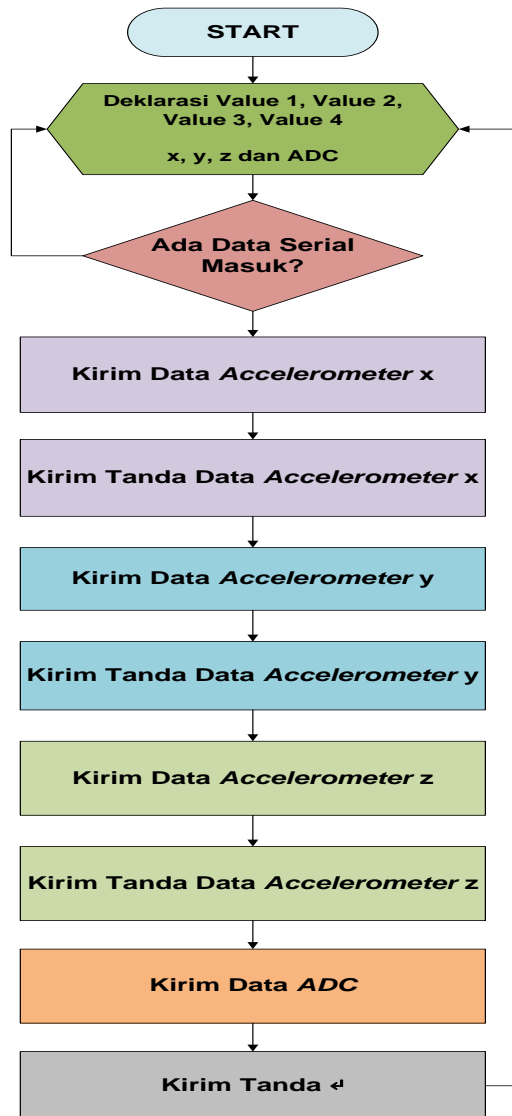 START
Deklarasi Value 1, Value 2,
Value 3, Value 4
x, y, z dan ADC
Ada Data Serial
Masuk?
Kirim Data Accelerometer x
Kirim Tanda Data Accelerometer x
Kirim Data Accelerometer y
Kirim Tanda Data Accelerometer y
Kirim Data Accelerometer z
Kirim Tanda Data Accelerometer z
Kirim Data ADC
Kirim Tanda ↲